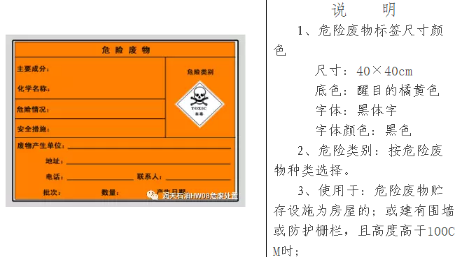 危险废物
主要成分：
化学名称：
危险情况：
安全措施：
危险类别
TOXIC
废物产生单位：
地址：
电话：
联系人：
批次：
数量：
说 明
1、危险废物标签尺寸颜
色
尺寸：40×40cm
底色：醒目的橘黄色
字体：黑体字
字体颜色：黑色
2、危险类别：按危险废
物种类选择。
3、使用于：危险废物贮
存设施为房屋的；或建有围墙
或防护栅栏，且高度高于100C
M时；